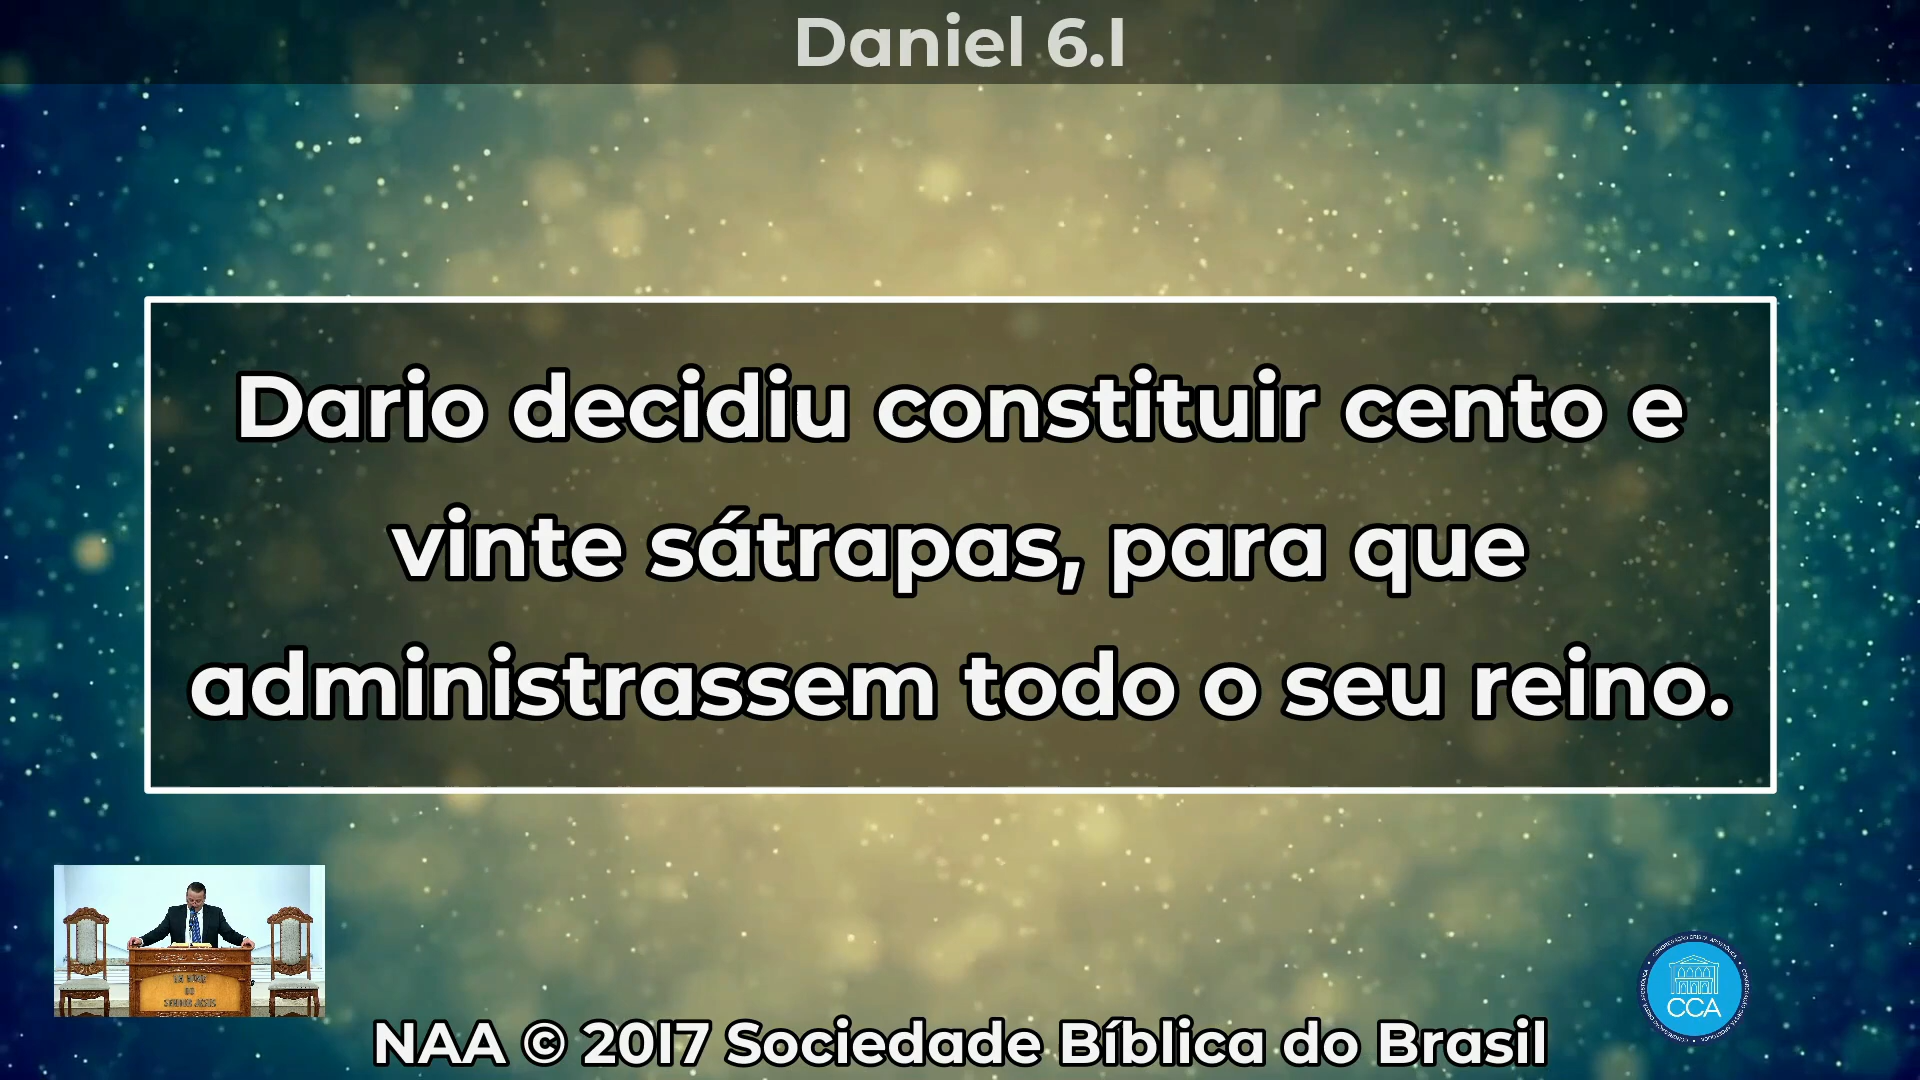 Daniel 6.1
Dario decidiu constituir cento e
vinte sátrapas, para que
administrassem todo o seu reino.
NAA © 2017 Sociedade Bíblica do Brasil
CCA